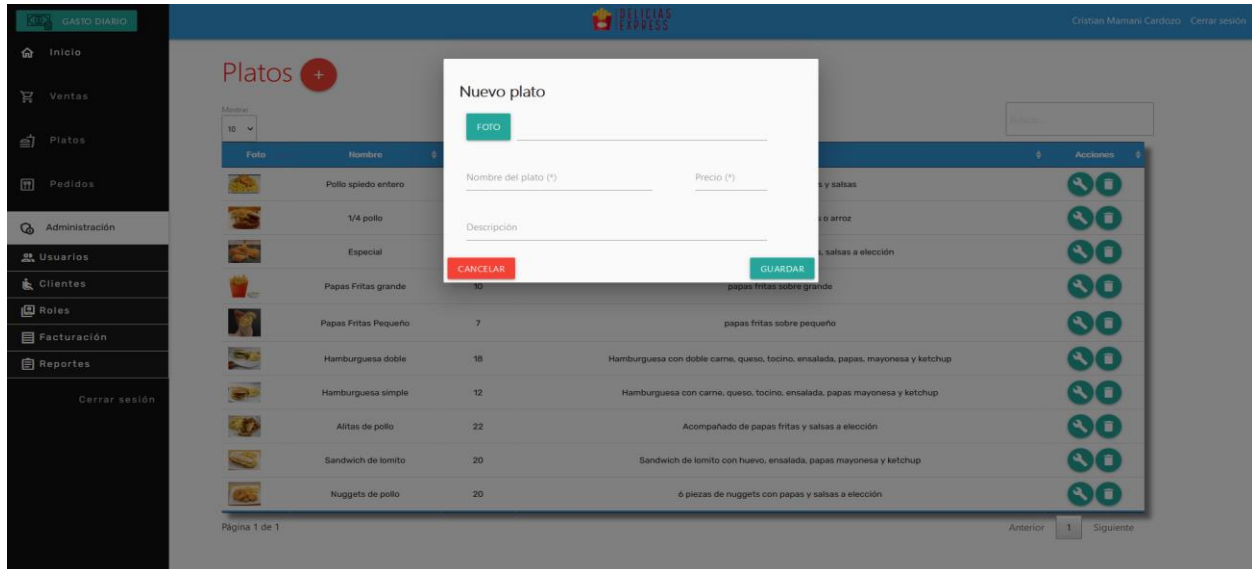 GASTO DIARIO
DELICIAS
EXPRESS
Cristian Mamani Cardozo Cerrar sesión
Inicio
Ventas
Platos
Pedidos
Administración
Usuarios
Clientes
Roles
Facturación
Reportes
Cerrar sesión
Platos +
Mostrar
10
Buscar...
Foto Nombre Acciones
Nuevo plato
FOTO
Nombre del plato (*) Precio (*)
Descripción
CANCELAR GUARDAR
Pollo spiedo entero s y salsas
1/4 pollo s o arroz
Especial s, salsas a elección
Papas Fritas grande 10 papas fritas sobre grande
Papas Fritas Pequeño 7 papas fritas sobre pequeño
Hamburguesa doble 18 Hamburguesa con doble carne, queso, tocino, ensalada, papas, mayonesa y ketchup
Hamburguesa simple 12 Hamburguesa con carne, queso, tocino, ensalada, papas mayonesa y ketchup
Alitas de pollo 22 Acompañado de papas fritas y salsas a elección
Sandwich de lomito 20 Sandwich de lomito con huevo, ensalada, papas mayonesa y ketchup
Nuggets de pollo 20 6 piezas de nuggets con papas y salsas a elección
Página 1 de 1
Anterior 1 Siguiente